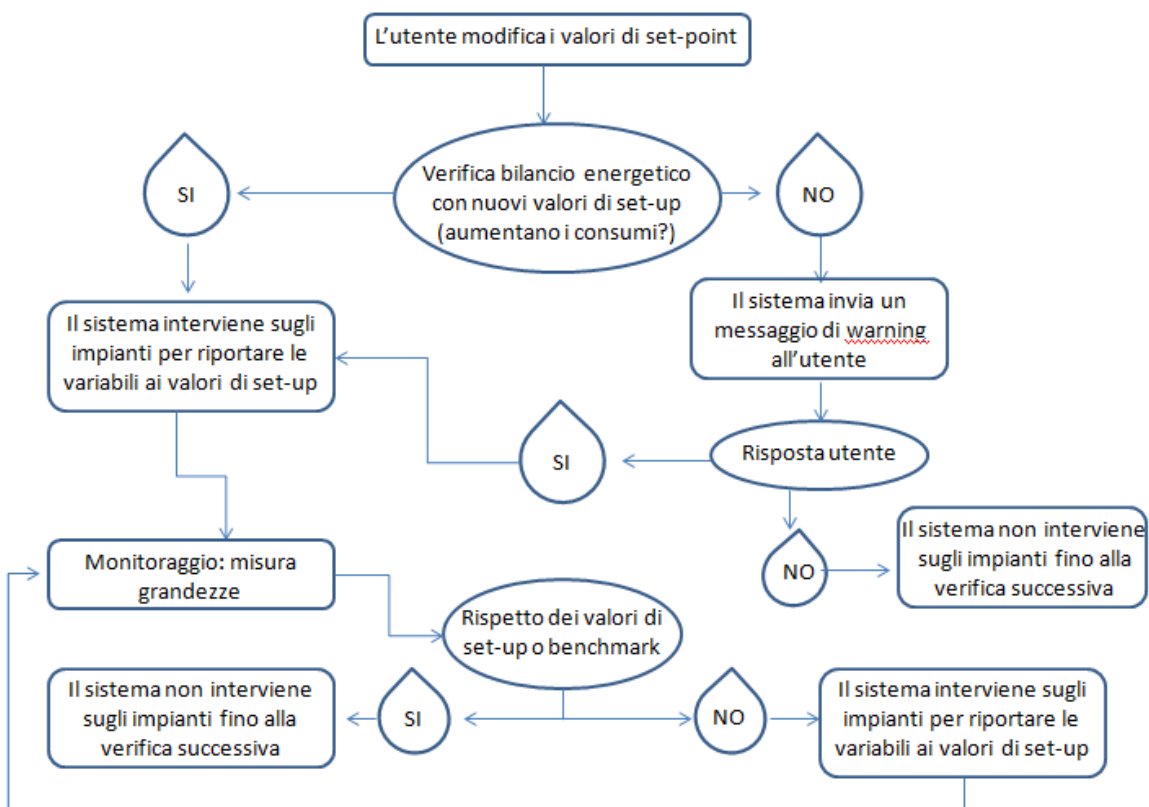 L'utente modifica i valori di set-point
SI
Verifica bilancio energetico
con nuovi valori di set-up
(aumentano i consumi?)
NO
Il sistema interviene sugli
impianti per riportare le
variabili ai valori di set-up
Il sistema invia un
messaggio di warning
all'utente
SI
Risposta utente
NO
Il sistema non interviene
sugli impianti fino alla
verifica successiva
Monitoraggio: misura
grandezze
Rispetto dei valori di
set-up o benchmark
Il sistema non interviene
sugli impianti fino alla
verifica successiva
SI
NO
Il sistema interviene sugli
impianti per riportare le
variabili ai valori di set-up